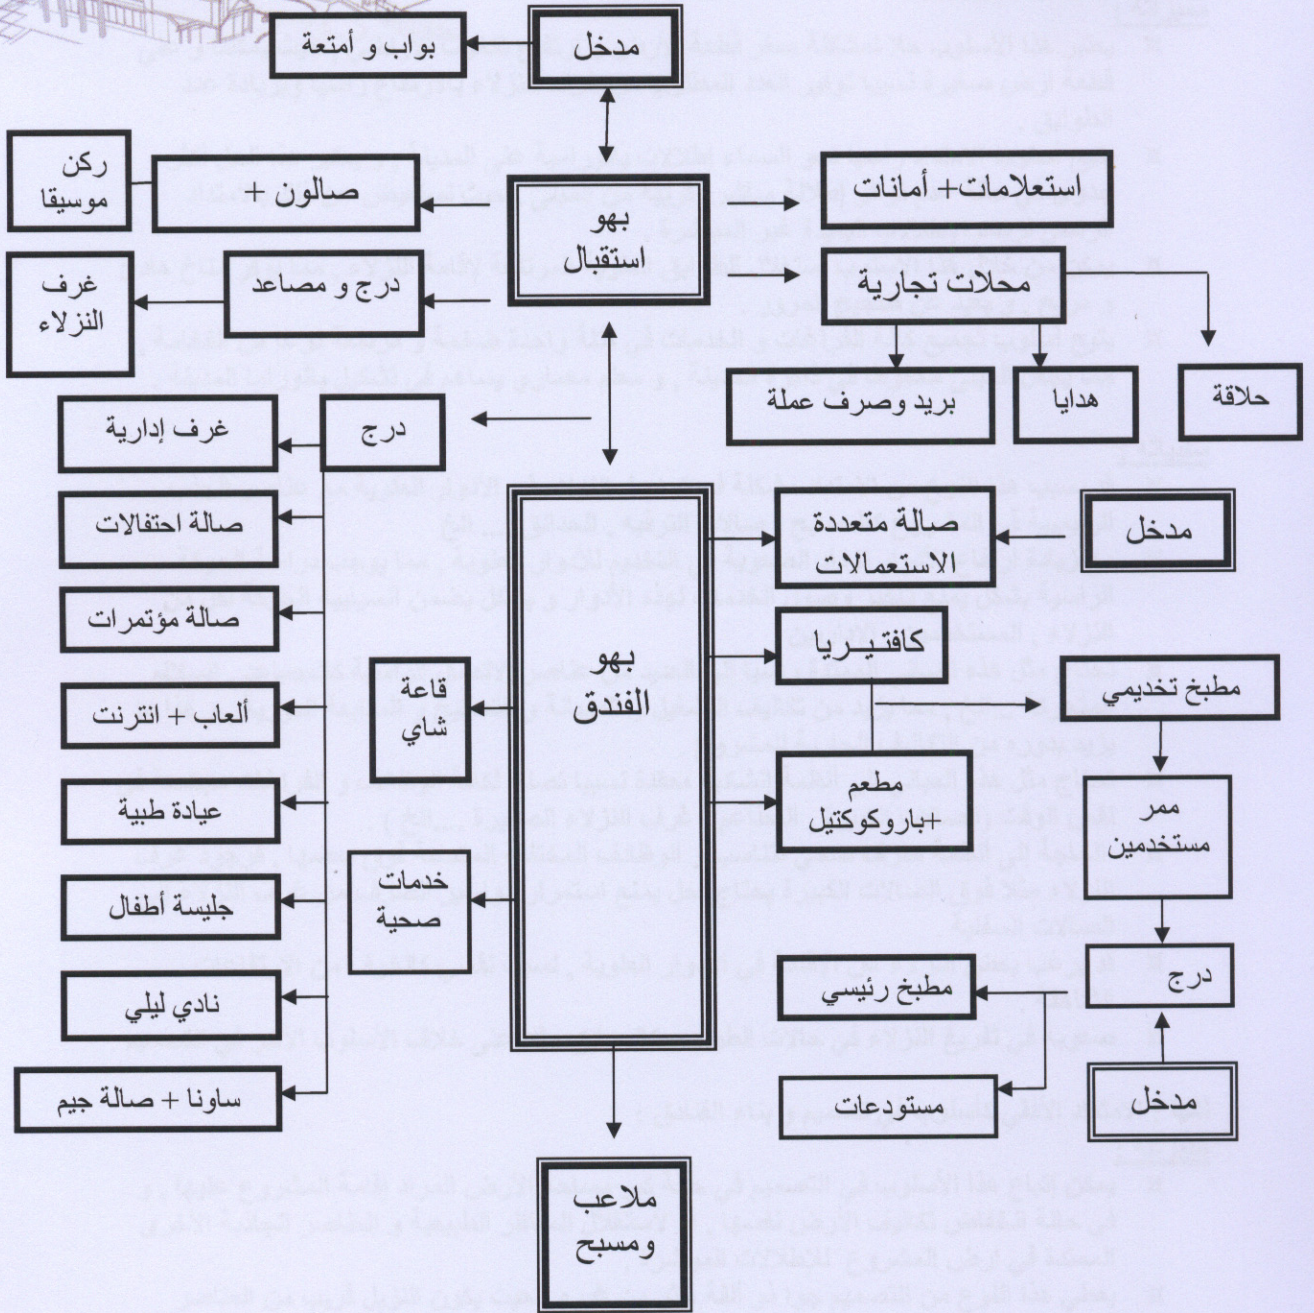 مدخل
بواب و أمتعة
ركن
موسيقا
صالون +
بهو
استقبال
استعلامات+ أمانات
محلات تجارية
درج و مصاعد
غرف
النزلاء
حلاقة
هدايا
بريد وصرف عملة
درج
غرف إدارية
صالة احتفالات
صالة مؤتمرات
ألعاب + انترنت
عيادة طبية
جليسة أطفال
نادي ليلي
ساونا + صالة جيم
قاعة
شاي
خدمات
صحية
بهو
الفندق
صالة متعددة
الاستعمالات
مدخل
كافتيريا
مطبخ تخديمي
مطعم
+باروكوكتيل
ممر
مستخدمين
درج
مطبخ رئيسي
مستودعات
مدخل
ملاعب
ومسبح